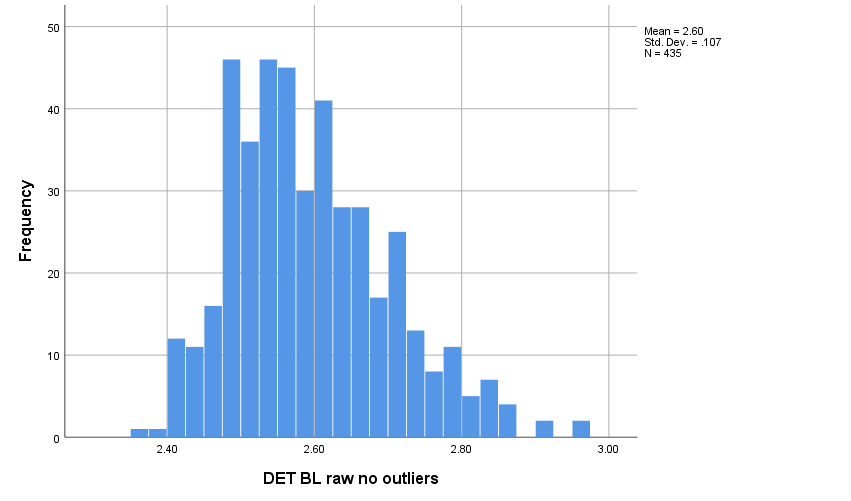 50
40
30
20
10
0
Frequency
2.40
2.60
2.80
3.00
DET BL raw no outliers
Mean = 2.60
Std. Dev. = .107
N = 435